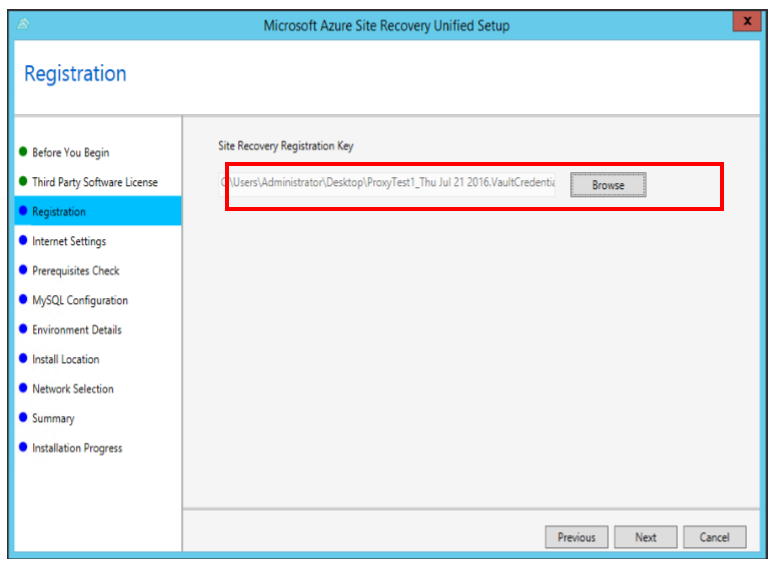 Microsoft Azure Site Recovery Unified Setup
x
Registration
Before You Begin
Third Party Software License
Registration
Internet Settings
Prerequisites Check
MySQL Configuration
Environment Details
Install Location
Network Selection
Summary
Installation Progress
Site Recovery Registration Key
C:\Users\Administrator\Desktop\ProxyTest1_Thu Jul 21 2016.VaultCredentia
Browse
Previous
Next
Cancel